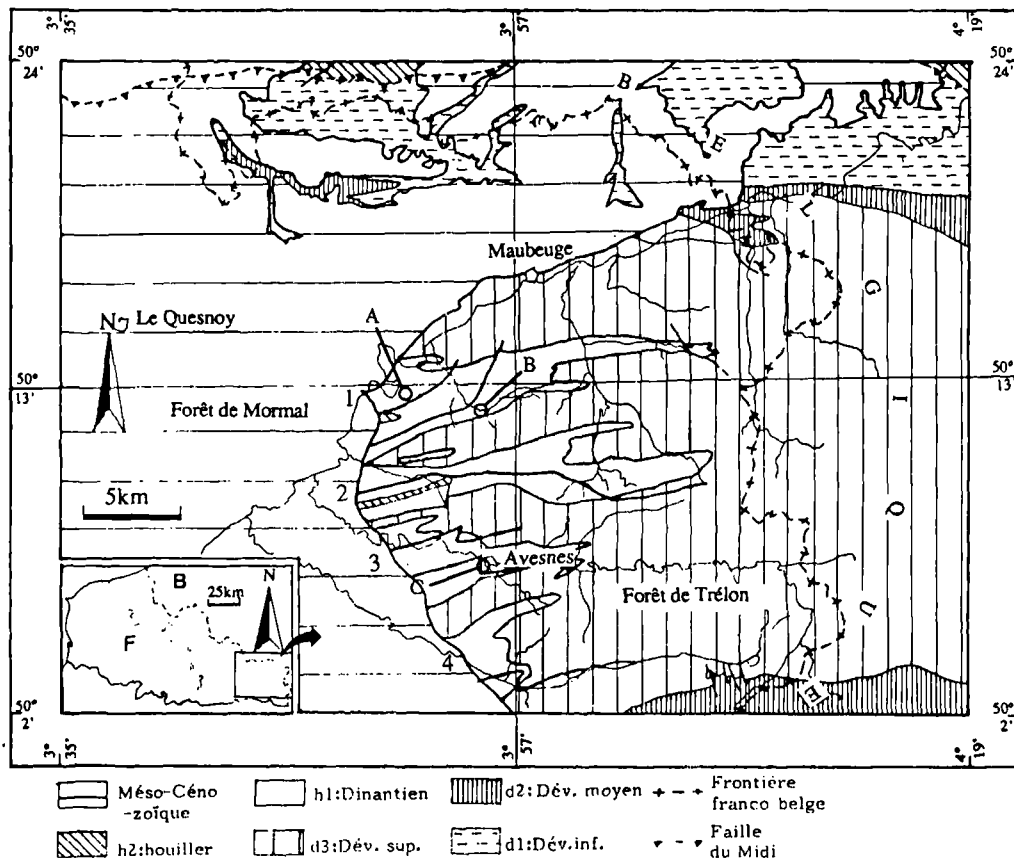 3° 35'
3° 57'
4° 19'
50° 24'
50° 24'
B
E
L
G
I
Q
U
E
Maubeuge
A
N
Le Quesnoy
B
50° 13'
50° 13'
1
Forêt de Mormal
5km
2
3
Avesnes
Forêt de Trélon
4
B
N
25km
F
50° 2'
50° 2'
3° 35'
3° 57'
4° 19'
Méso-Céno
-zoïque
h1:Dinantien
d2:Dév. moyen
Frontière
franco belge
h2:houiller
d3:Dév. sup.
d1:Dév.inf.
Faille
du Midi